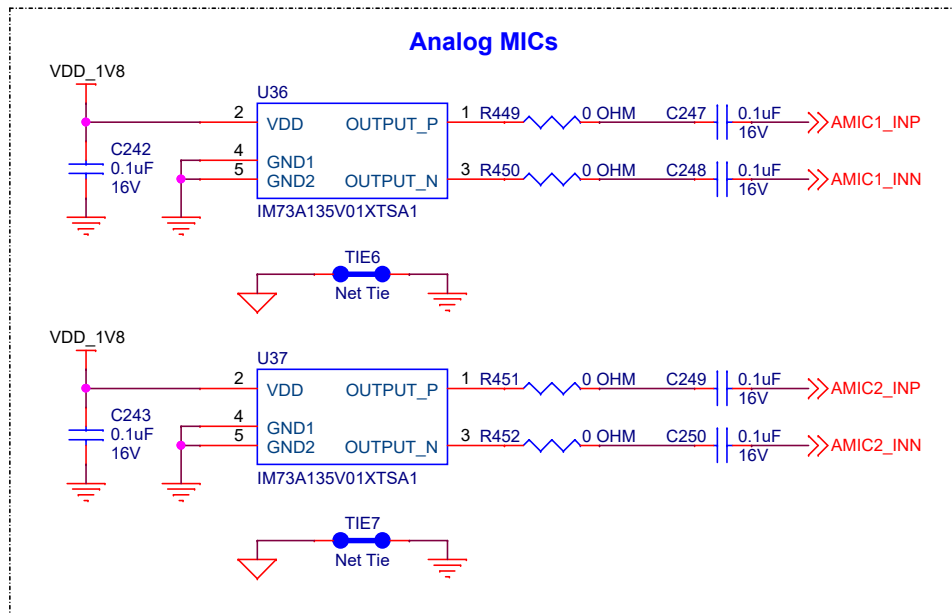 Analog MICs
VDD_1V8
U36
2 VDD OUTPUT_P 1 R449 0 OHM C247 0.1uF AMIC1_INP
16V
C242
0.1uF
16V
4 GND1
5 GND2 OUTPUT_N 3 R450 0 OHM C248 0.1uF AMIC1_INN
16V
IM73A135V01XTSA1
TIE6
Net Tie
VDD_1V8
U37
2 VDD OUTPUT_P 1 R451 0 OHM C249 0.1uF AMIC2_INP
16V
C243
0.1uF
16V
4 GND1
5 GND2 OUTPUT_N 3 R452 0 OHM C250 0.1uF AMIC2_INN
16V
IM73A135V01XTSA1
TIE7
Net Tie